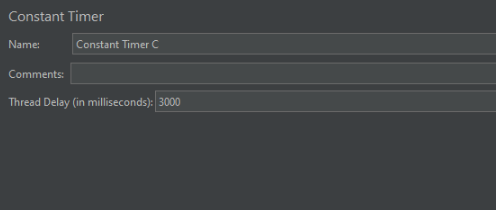 Constant Timer
Name: Constant Timer C
Comments:
Thread Delay (in milliseconds): 3000